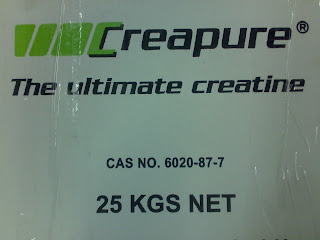 Creapure®
The ultimate creatine
CAS NO. 6020-87-7
25 KGS NET